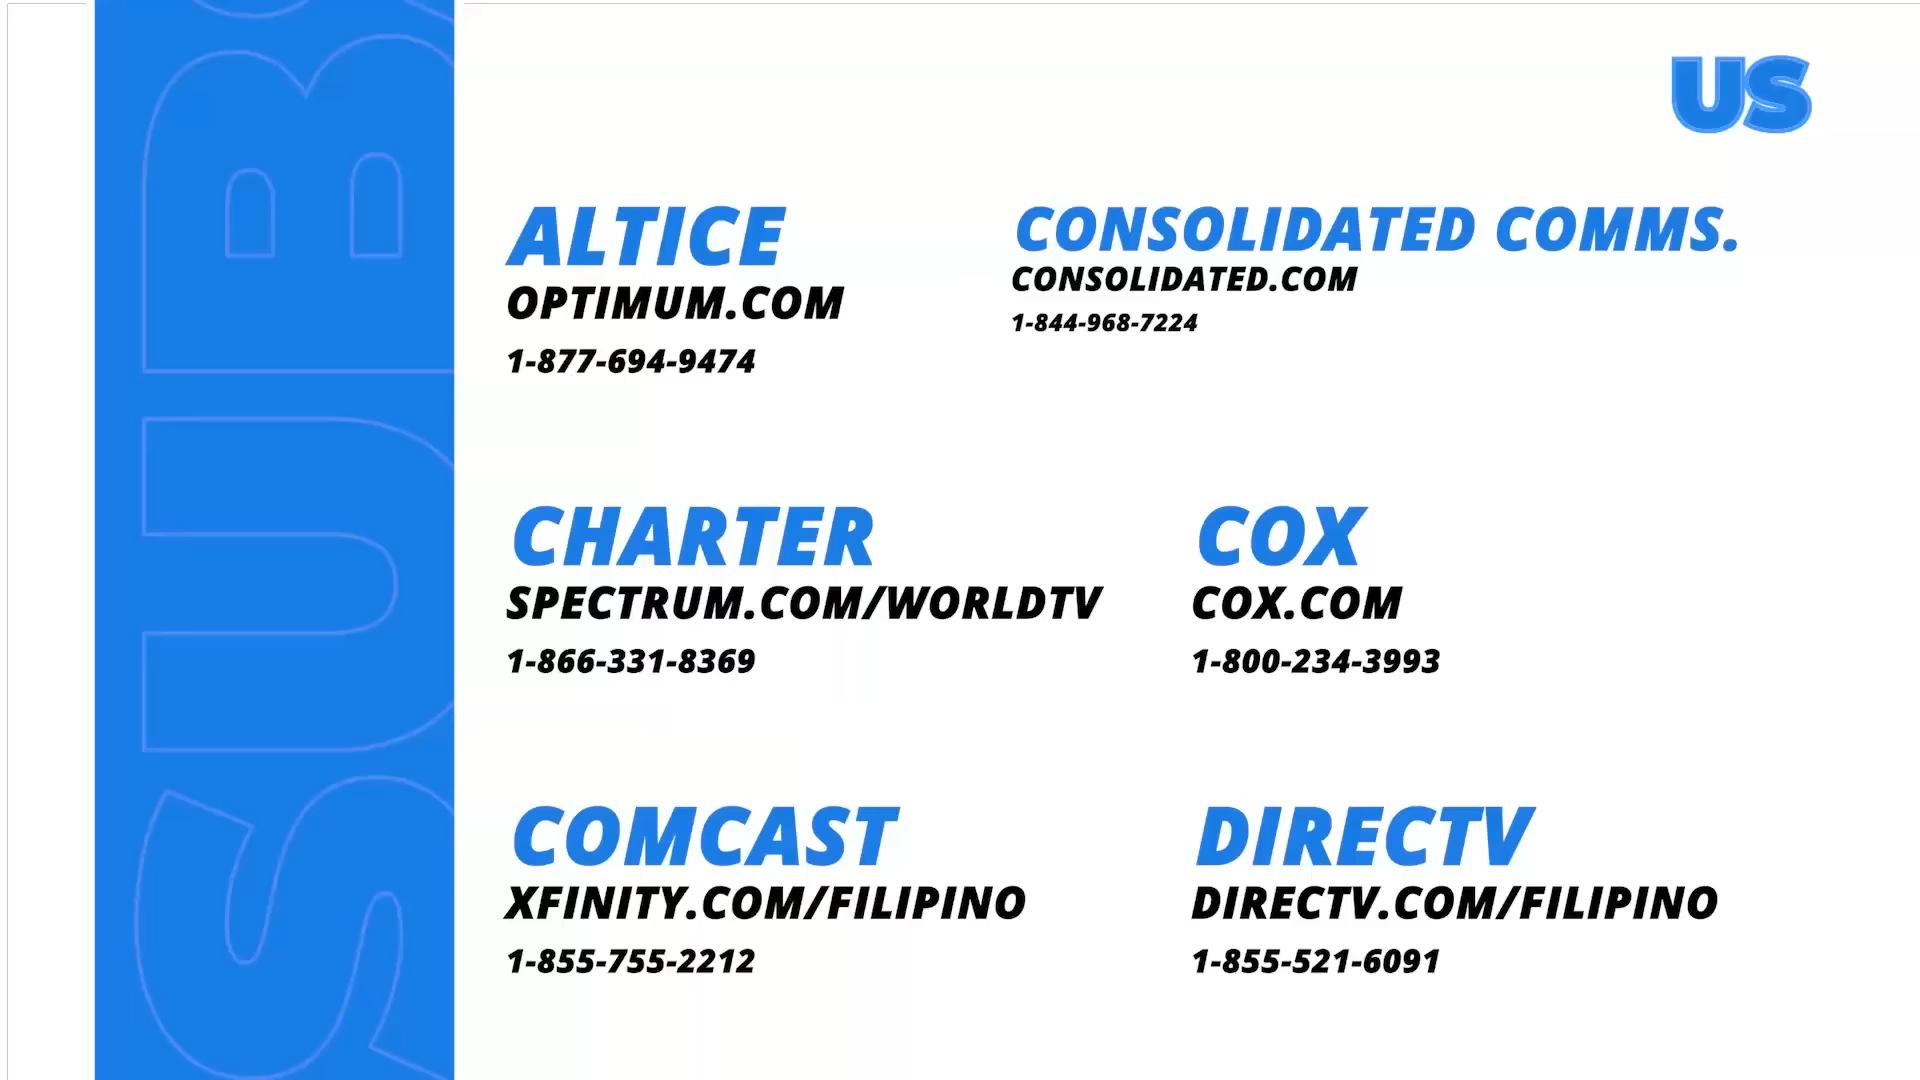 US
ALTICE
OPTIMUM.COM
1-877-694-9474
CONSOLIDATED COMMS.
CONSOLIDATED.COM
1-844-968-7224
CHARTER
SPECTRUM.COM/WORLDTV
1-866-331-8369
COX
COX.COM
1-800-234-3993
COMCAST
XFINITY.COM/FILIPINO
1-855-755-2212
DIRECTV
DIRECTV.COM/FILIPINO
1-855-521-6091
SUB